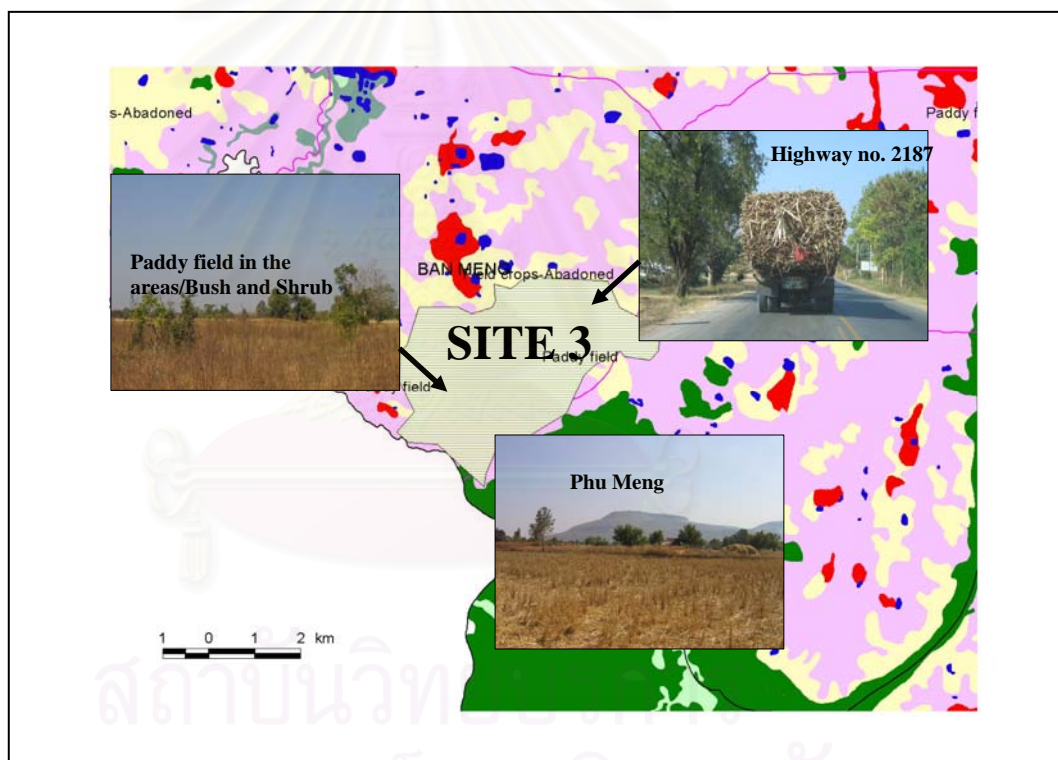 s-Abadoned
Paddy f
Highway no. 2187
Paddy field in the
areas/Bush and Shrub
BAN MENG
Field crops-Abadoned
SITE 3
Paddy field
field
Phu Meng
1 0 1 2 km